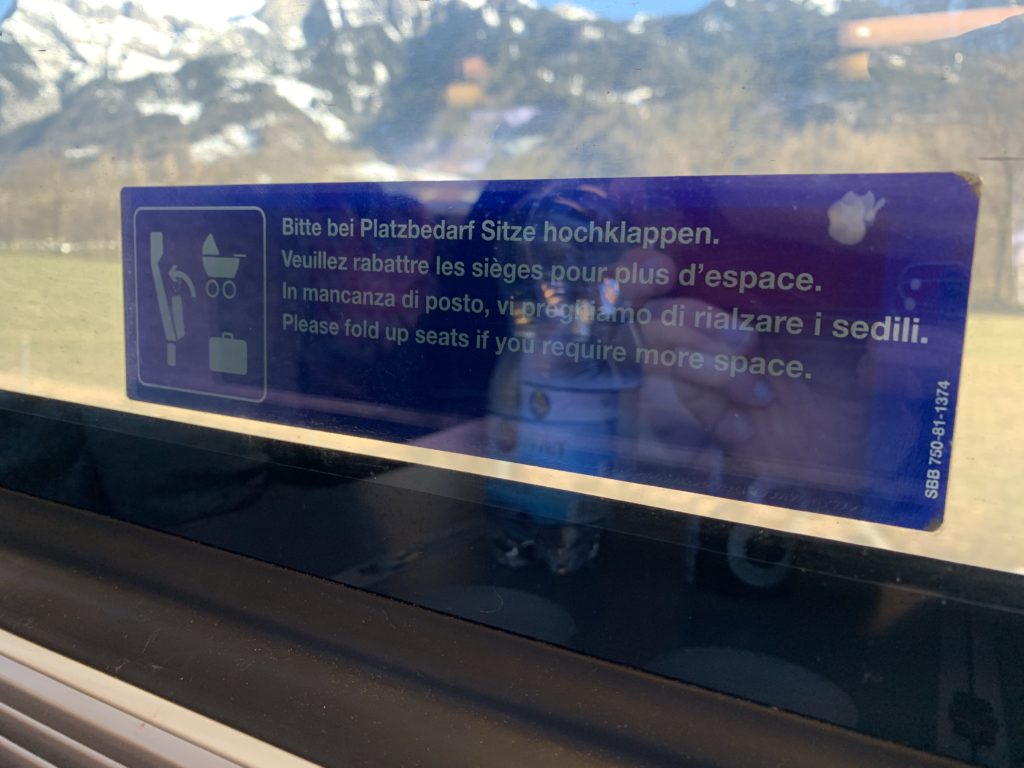 Bitte bei Platzbedarf Sitze hochklappen.
Veuillez rabattre les sièges pour plus d'espace.
In mancanza di posto, vi preghiamo di rialzare i sedili.
Please fold up seats if you require more space.
SBB 750-81-1374